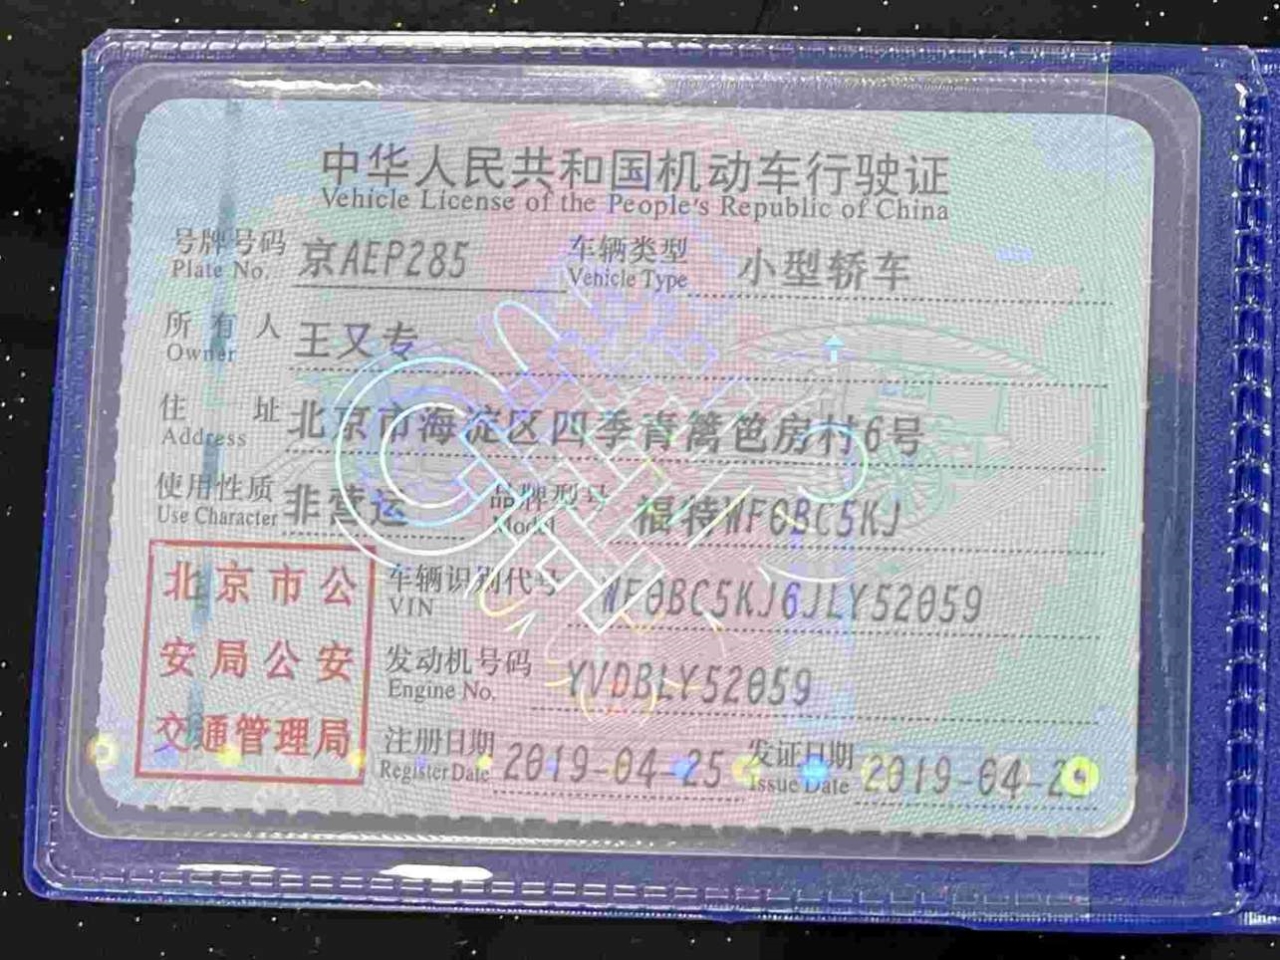 中华人民共和国机动车行驶证
Vehicle License of the People's Republic of China
号牌号码 京AEP285 车辆类型 小型轿车
Plate No. Vehicle Type
所有人 王又专
Owner
住址 北京市海淀区四季青篱笆房村6号
Address
使用性质 非营运 品牌型号 福特WF0BC5KJ
Use Character Model
北京市公
安局公安
交通管理局
车辆识别代号 WF0BC5KJ6JLY52059
VIN
发动机号码 YVDBLY52059
Engine No.
注册日期 2019-04-25 发证日期 2019-04-2
Register Date Issue Date